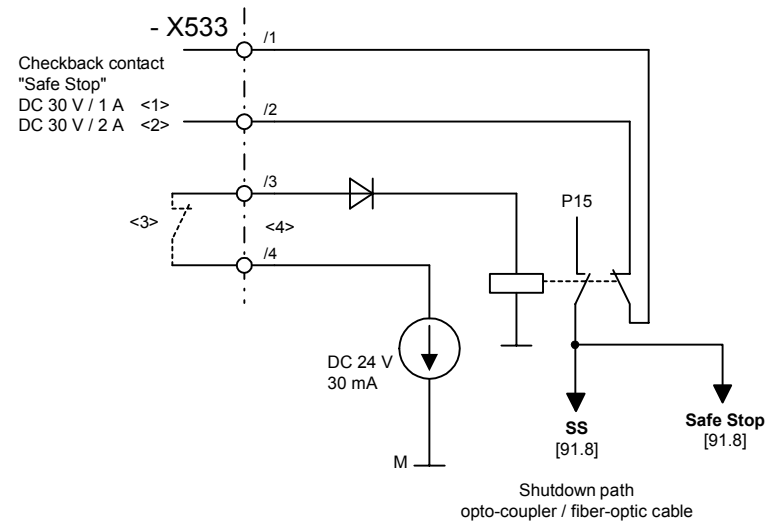 - X533
/1
Checkback contact
"Safe Stop"
DC 30 V / 1 A <1>
DC 30 V / 2 A <2>
/2
/3
<3>
<4>
/4
P15
DC 24 V
30 mA
M
SS
[91.8]
Safe Stop
[91.8]
Shutdown path
opto-coupler / fiber-optic cable